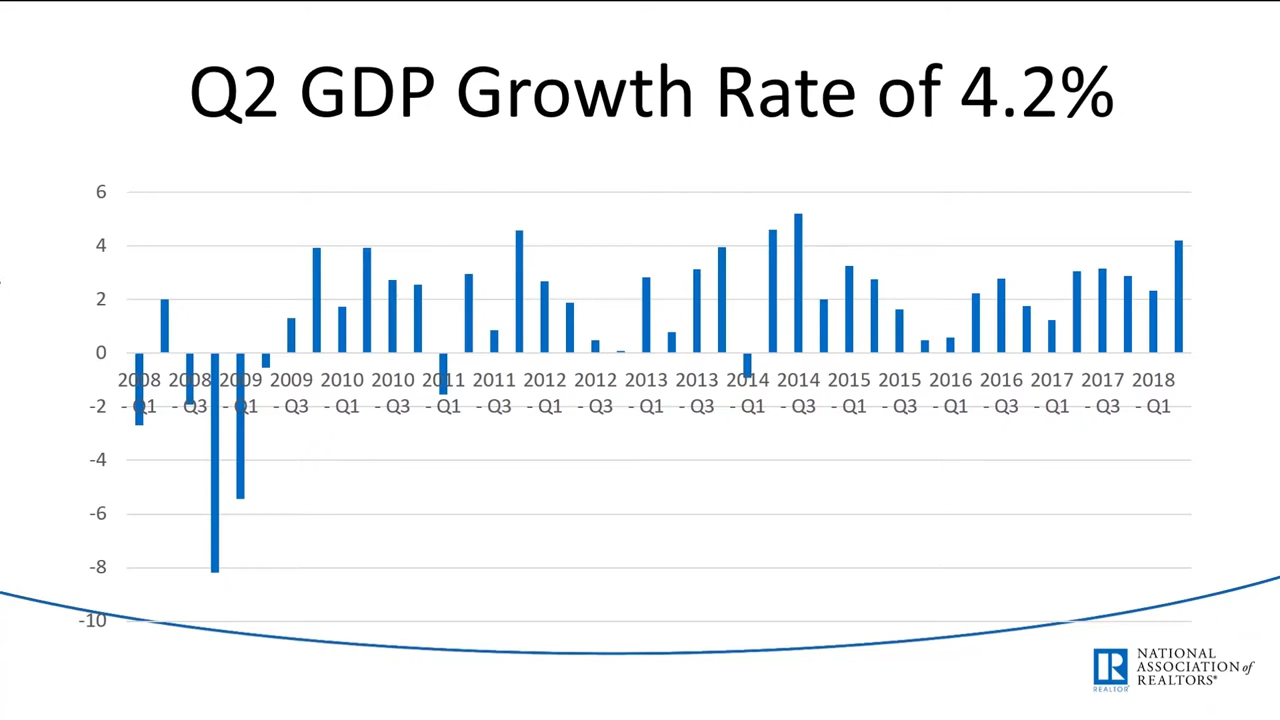 Q2 GDP Growth Rate of 4.2%
6
4
2
0
-2
-4
-6
-8
-10
2008 2008 2009 2009 2010 2010 2011 2011 2012 2012 2013 2013 2014 2014 2015 2015 2016 2016 2017 2017 2018
- Q1 - Q3 - Q1 - Q3 - Q1 - Q3 - Q1 - Q3 - Q1 - Q3 - Q1 - Q3 - Q1 - Q3 - Q1 - Q3 - Q1 - Q3 - Q1 - Q3 - Q1
NATIONAL
ASSOCIATION of
REALTORS®
REALTOR®